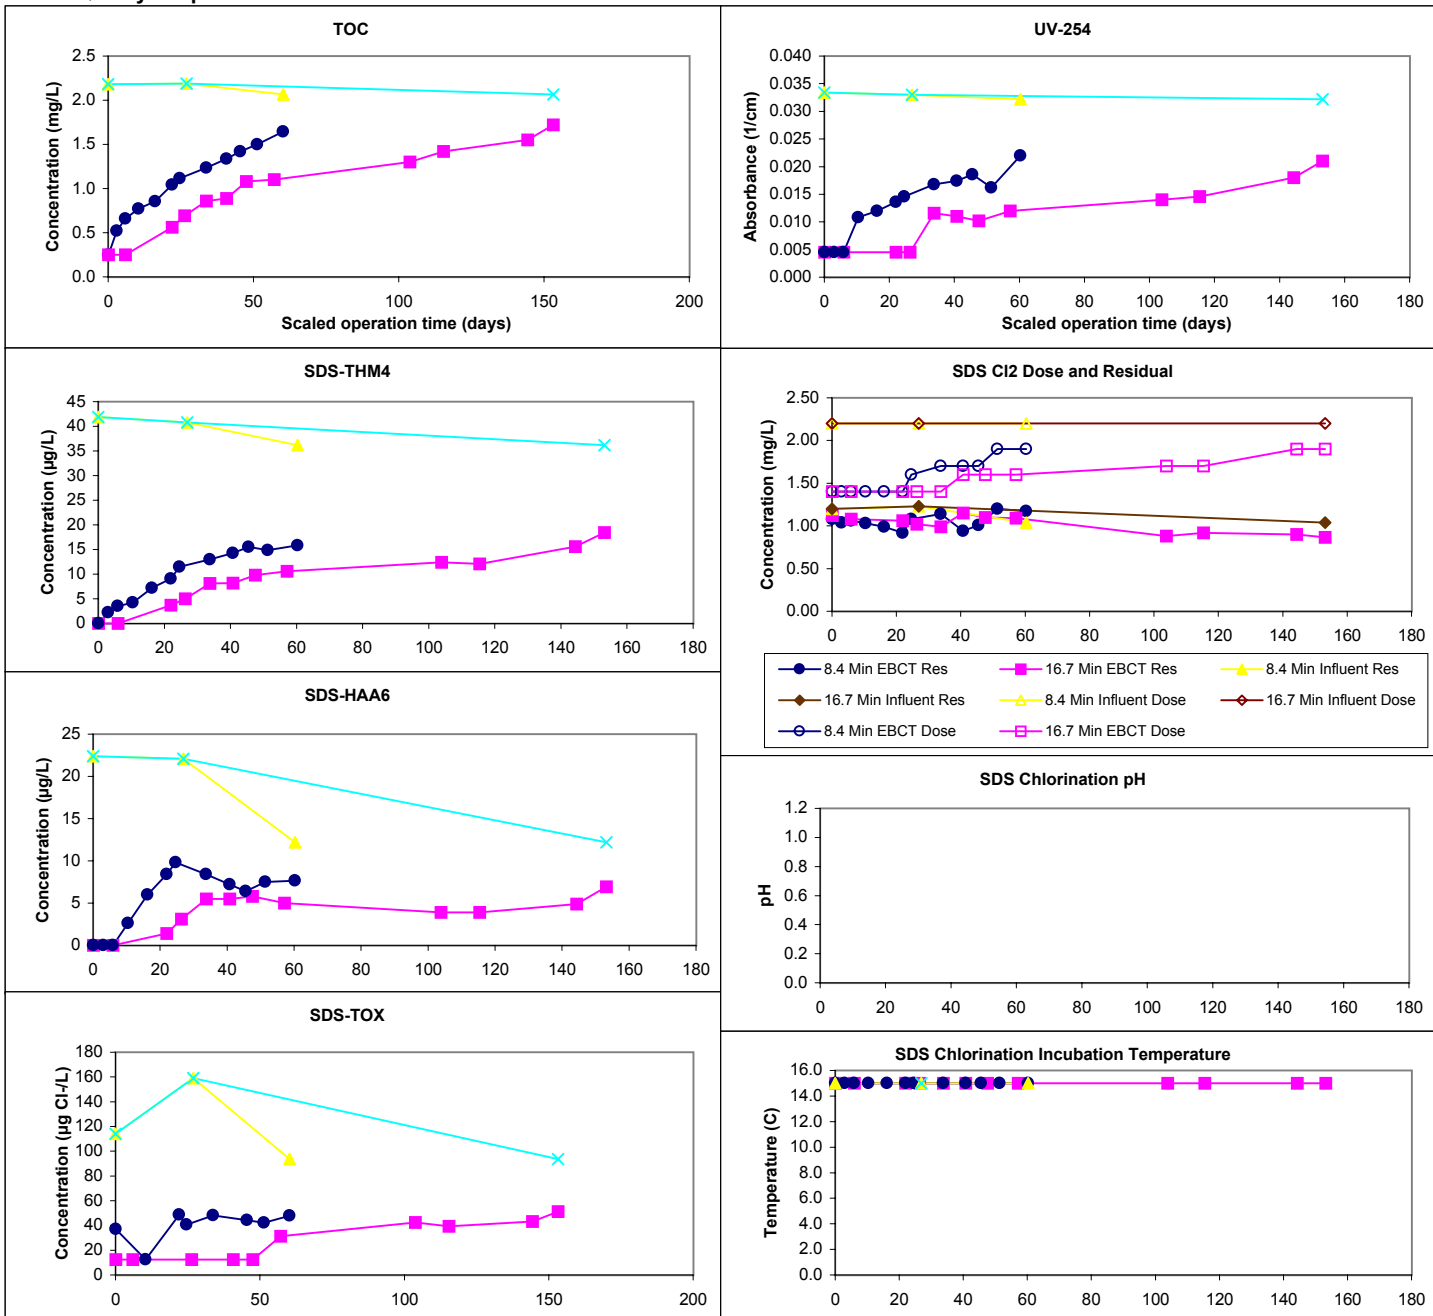 TOC
2.5
2.0
1.5
1.0
0.5
0.0
Concentration (mg/L)
0 50 100 150 200
Scaled operation time (days)
UV-254
0.040
0.035
0.030
0.025
0.020
0.015
0.010
0.005
0.000
Absorbance (1/cm)
0 20 40 60 80 100 120 140 160 180
Scaled operation time (days)
SDS-THM4
45
40
35
30
25
20
15
10
5
0
Concentration (µg/L)
0 20 40 60 80 100 120 140 160 180
SDS Cl2 Dose and Residual
2.50
2.00
1.50
1.00
0.50
0.00
Concentration (mg/L)
0 20 40 60 80 100 120 140 160 180
8.4 Min EBCT Res 16.7 Min EBCT Res 8.4 Min Influent Res
16.7 Min Influent Res 8.4 Min Influent Dose 16.7 Min Influent Dose
8.4 Min EBCT Dose 16.7 Min EBCT Dose
SDS-HAA6
25
20
15
10
5
0
Concentration (µg/L)
0 20 40 60 80 100 120 140 160 180
SDS Chlorination pH
1.2
1.0
0.8
0.6
0.4
0.2
0.0
pH
0 20 40 60 80 100 120 140 160 180
SDS-TOX
180
160
140
120
100
80
60
40
20
0
Concentration (µg Cl-/L)
0 50 100 150 200
SDS Chlorination Incubation Temperature
16.0
14.0
12.0
10.0
8.0
6.0
4.0
2.0
0.0
Temperature (C)
0 20 40 60 80 100 120 140 160 180